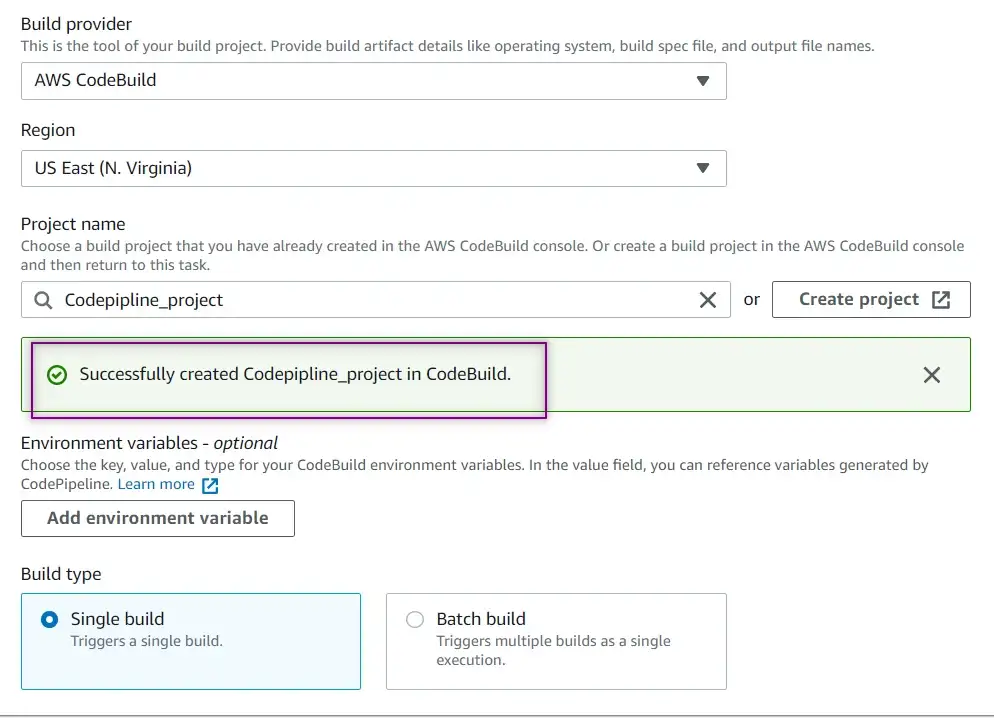 Build provider
This is the tool of your build project. Provide build artifact details like operating system, build spec file, and output file names.
AWS CodeBuild
Region
US East (N. Virginia)
Project name
Choose a build project that you have already created in the AWS CodeBuild console. Or create a build project in the AWS CodeBuild console
and then return to this task.
Codepipline_project
or
Create project
Successfully created Codepipline_project in CodeBuild.
Environment variables - optional
Choose the key, value, and type for your CodeBuild environment variables. In the value field, you can reference variables generated by
CodePipeline. Learn more
Add environment variable
Build type
Single build
Triggers a single build.
Batch build
Triggers multiple builds as a single
execution.